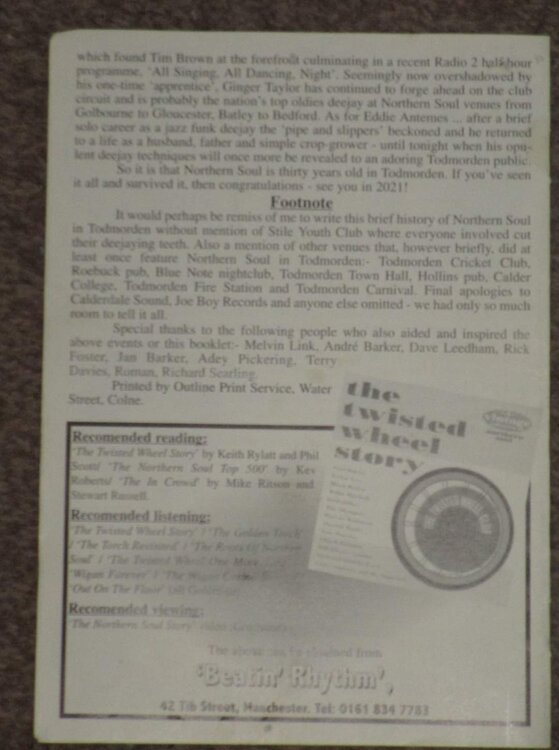 which found Tim Brown at the forefront culminating in a recent Radio 2 half-hour
programme, 'All Singing, All Dancing, Night'. Seemingly now overshadowed by
his one-time 'apprentice', Ginger Taylor has continued to forge ahead on the club
circuit and is probably the nation's top oldies deejay at Northern Soul venues from
Golbourne to Gloucester, Batley to Bedford. As for Eddie Antemes ... after a brief
solo career as a jazz funk deejay the 'pipe and slippers' beckoned and he returned
to a life as a husband, father and simple crop-grower - until tonight when his opu-
lent deejay techniques will once more be revealed to an adoring Todmorden public.
So it is that Northern Soul is thirty years old in Todmorden. If you've seen
it all and survived it, then congratulations - see you in 2021!
Footnote
It would perhaps be remiss of me to write this brief history of Northern Soul
in Todmorden without mention of Stile Youth Club where everyone involved cut
their deejaying teeth. Also a mention of other venues that, however briefly, did at
least once feature Northern Soul in Todmorden:- Todmorden Cricket Club,
Roebuck pub, Blue Note nightclub, Todmorden Town Hall, Hollins pub, Calder
College, Todmorden Fire Station and Todmorden Carnival. Final apologies to
Calderdale Sound, Joe Boy Records and anyone else omitted - we had only so much
room to tell it all.
Special thanks to the following people who also aided and inspired the
above events or this booklet:- Melvin Link, André Barker, Dave Leedham, Rick
Foster, Jan Barker, Adey Pickering, Terry
Davies, Roman, Richard Searling.
Printed by Outline Print Service, Water
Street, Colne.
the
twisted
wheel
story
Recomended reading:
'The Twisted Wheel Story' by Keith Rylatt and Phil
Scott/ 'The Northern Soul Top 500' by Kev
Roberts/ 'The In Crowd' by Mike Ritson and
Stewart Russell.
Recomended listening:
'The Twisted Wheel Story' / 'The Golden Torch'
/ 'The Torch Revisited' / 'The Roots Of Northern
Soul' / 'The Twisted Wheel One More
'Wigan Forever' / 'The Wigan
'Out On The Floor'
Recomended viewing:
'The Northern Soul Story'
The above can be obtained from
'Beatin' Rhythm',
42 Tib Street, Manchester. Tel: 0161 834 7783